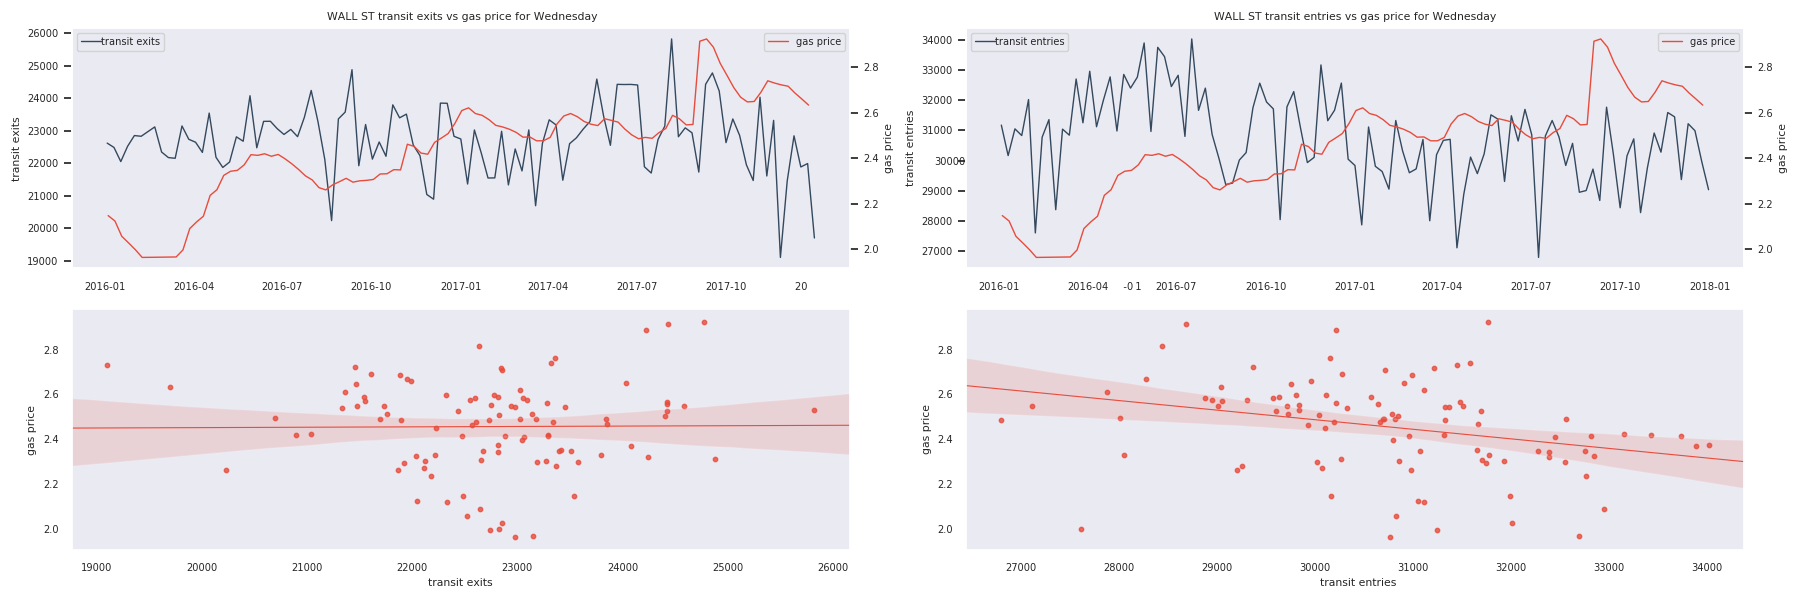 WALL ST transit exits vs gas price for Wednesday
transit exits
gas price
26000
25000
24000
23000
22000
21000
20000
19000
transit exits
2.8
2.6
2.4
2.2
2.0
gas price
2016-01 2016-04 2016-07 2016-10 2017-01 2017-04 2017-07 2017-10 20
WALL ST transit entries vs gas price for Wednesday
transit entries
gas price
34000
33000
32000
31000
30000
29000
28000
27000
transit entries
2.8
2.6
2.4
2.2
2.0
gas price
2016-01 2016-04 -0 1 2016-07 2016-10 2017-01 2017-04 2017-07 2017-10 2018-01
2.8
2.6
2.4
2.2
2.0
gas price
19000 20000 21000 22000 23000 24000 25000 26000
transit exits
2.8
2.6
2.4
2.2
2.0
gas price
27000 28000 29000 30000 31000 32000 33000 34000
transit entries